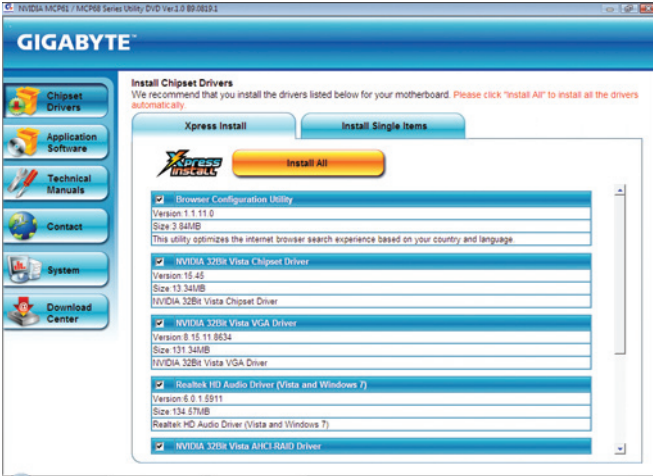 NVIDIA MCP61 / MCP68 Series Utility DVD Ver.1.0 B9.0819.1
GIGABYTE™
Chipset
Drivers
Application
Software
Technical
Manuals
Contact
System
Download
Center
Install Chipset Drivers
We recommend that you install the drivers listed below for your motherboard. Please click "Install All" to install all the drivers
automatically.
Xpress Install
Install Single Items
Xpress
Install
Install All
Browser Configuration Utility
Version:1.1.11.0
Size:3.84MB
This utility optimizes the internet browser search experience based on your country and language.
NVIDIA 32Bit Vista Chipset Driver
Version:15.45
Size:13.34MB
NVIDIA 32Bit Vista Chipset Driver
NVIDIA 32Bit Vista VGA Driver
Version:8.15.11.8634
Size:131.34MB
NVIDIA 32Bit Vista VGA Driver
Realtek HD Audio Driver (Vista and Windows 7)
Version:6.0.1.5911
Size:134.57MB
Realtek HD Audio Driver (Vista and Windows 7)
NVIDIA 32Bit Vista AHCI-RAID Driver